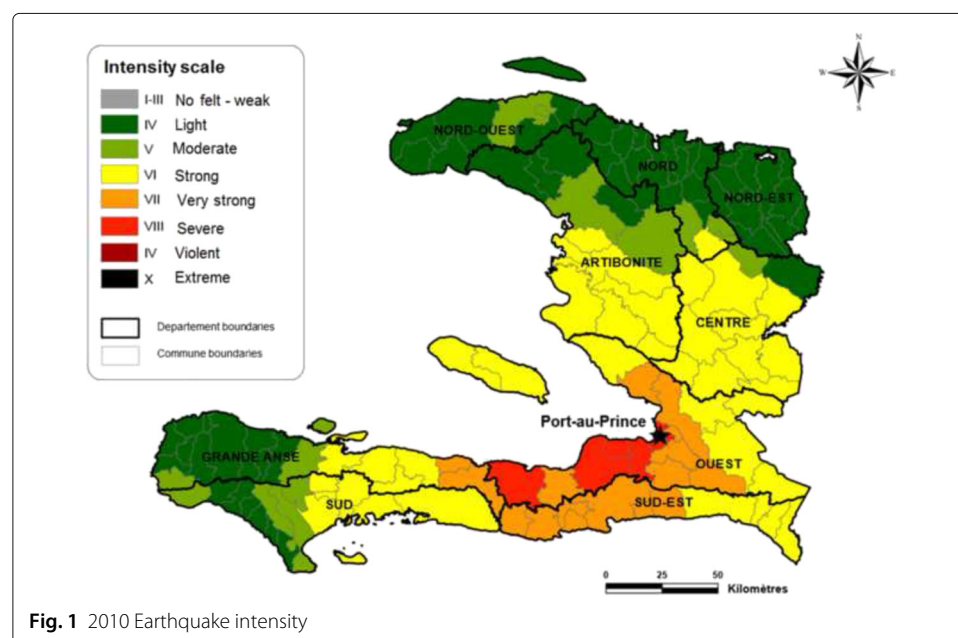 Intensity scale
I-III No felt - weak
IV Light
V Moderate
VI Strong
VII Very strong
VIII Severe
IV Violent
X Extreme
Departement boundaries
Commune boundaries
N
W E
S
NORD-OUEST
NORD
NORD-EST
ARTIBONITE
CENTRE
Port-au-Prince
OUEST
GRANDE ANSE
SUD
SUD-EST
0 25 50
Kilomètres
Fig. 1 2010 Earthquake intensity